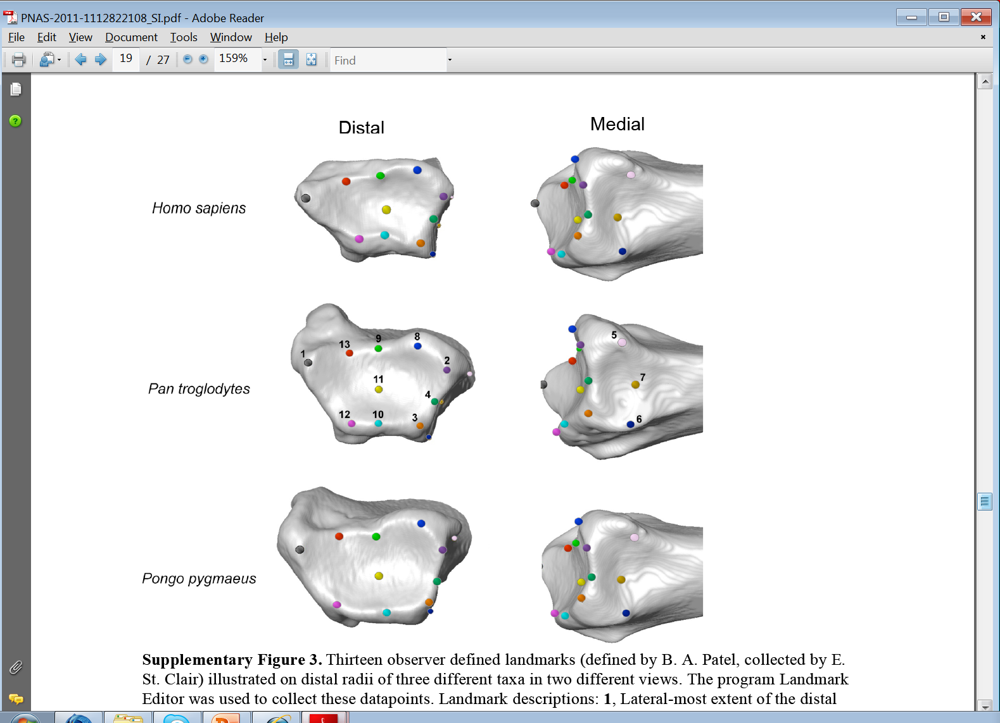 PNAS-2011-1112822108_SI.pdf - Adobe Reader
File Edit View Document Tools Window Help
19 / 27 159% Find
Distal Medial
Homo sapiens
Pan troglodytes
1 13 9 8 2 11 4 12 10 3
5 7 6
Pongo pygmaeus
Supplementary Figure 3. Thirteen observer defined landmarks (defined by B. A. Patel, collected by E.
St. Clair) illustrated on distal radii of three different taxa in two different views. The program Landmark
Editor was used to collect these datapoints. Landmark descriptions: 1, Lateral-most extent of the distal